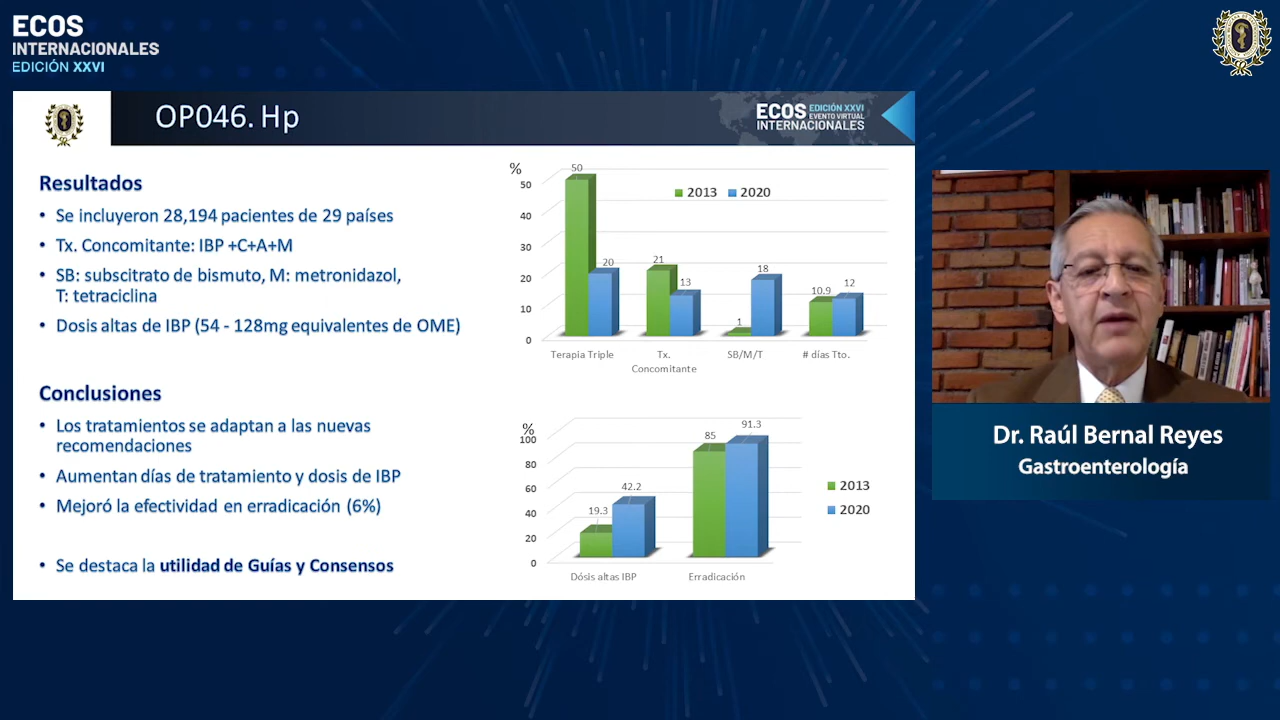 ECOS
INTERNACIONALES
EDICIÓN XXVI
OP046. Hp
ECOS EDICIÓN XXVI
EVENTO VIRTUAL
INTERNACIONALES
Resultados
• Se incluyeron 28,194 pacientes de 29 países
• Tx. Concomitante: IBP +C+A+M
• SB: subscitrato de bismuto, M: metronidazol,
T: tetraciclina
• Dosis altas de IBP (54 - 128mg equivalentes de OME)
Conclusiones
• Los tratamientos se adaptan a las nuevas
recomendaciones
• Aumentan días de tratamiento y dosis de IBP
• Mejoró la efectividad en erradicación (6%)
• Se destaca la utilidad de Guías y Consensos
%
50
40
30
20
10
0
2013 2020
50
20
21
13
1
18
10.9
12
Terapia Triple
Tx.
Concomitante
SB/M/T
# días Tto.
%
100
80
60
40
20
0
19.3
42.2
85
91.3
Dósis altas IBP
Erradicación
2013
2020
Dr. Raúl Bernal Reyes
Gastroenterología